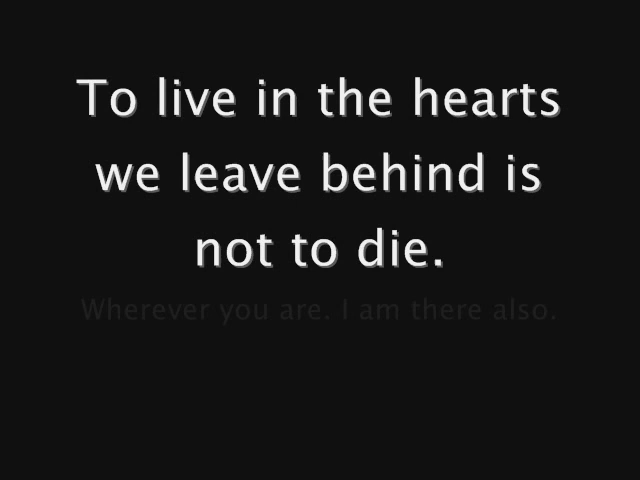 To live in the hearts
we leave behind is
not to die.
Wherever you are. I am there also.